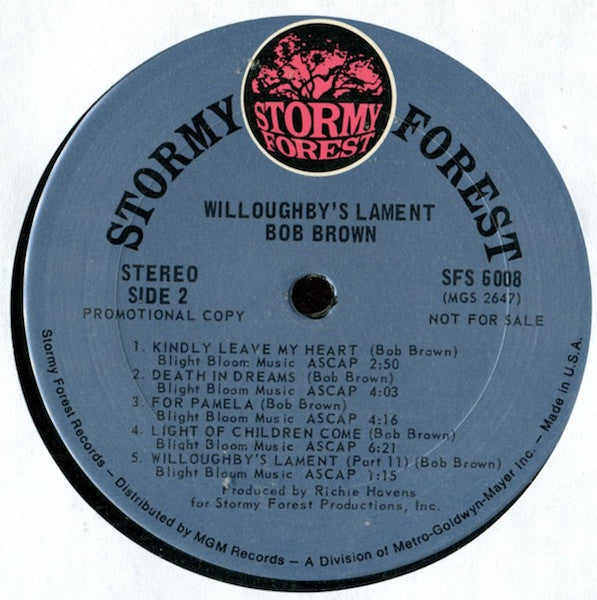 STORMY FOREST
STORMY
FOREST
WILLOUGHBY'S LAMENT
BOB BROWN
STEREO
SIDE 2
PROMOTIONAL COPY
SFS 6008
(MGS 2647)
NOT FOR SALE
1. KINDLY LEAVE MY HEART (Bob Brown)
Blight Bloom Music ASCAP 2:50
2. DEATH IN DREAMS (Bob Brown)
Blight Bloom Music ASCAP 4:03
3. FOR PAMELA (Bob Brown)
Blight Bloom Music ASCAP 4:16
4. LIGHT OF CHILDREN COME (Bob Brown)
Blight Bloom Music ASCAP 6:21
5. WILLOUGHBY'S LAMENT (Part 11) (Bob Brown)
Blight Bloom Music ASCAP 1:15
Produced by Richie Havens
for Stormy Forest Productions, Inc.
Stormy Forest Records – Distributed by MGM Records – A Division of Metro-Goldwyn-Mayer Inc. – Made in U.S.A.